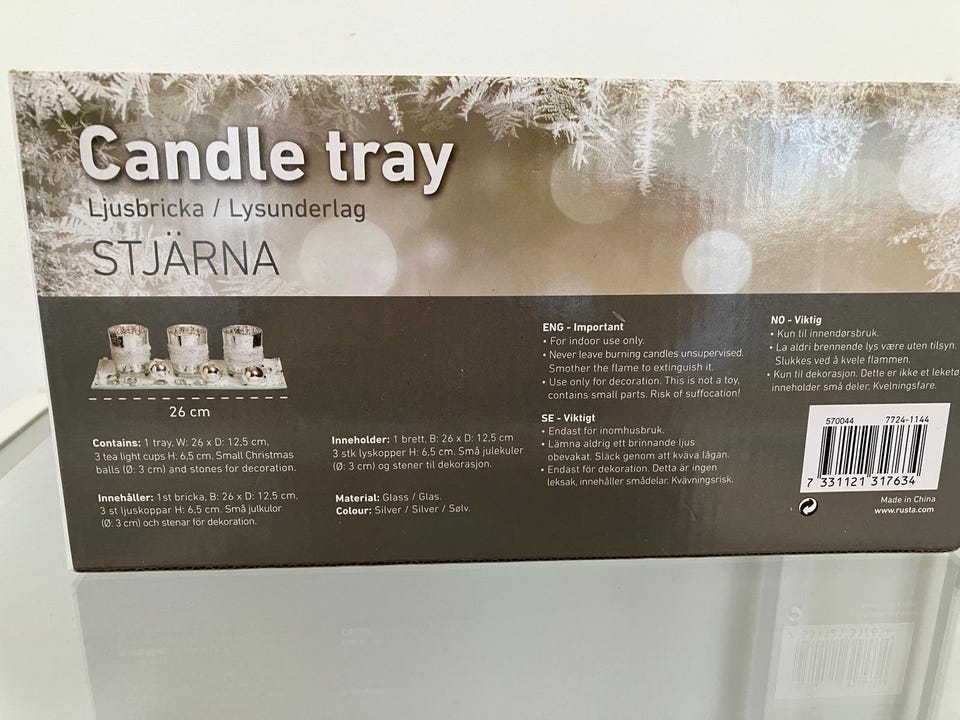 Candle tray
Ljusbricka / Lysunderlag
STJÄRNA
26 cm
Contains: 1 tray, W: 26 x D: 12,5 cm,
3 tea light cups H: 6,5 cm. Small Christmas
balls (Ø: 3 cm) and stones for decoration.
Innehåller: 1st bricka, B: 26 x D: 12,5 cm,
3 st ljuskoppar H: 6,5 cm. Små julkulor
(Ø: 3 cm) och stenar för dekoration.
Inneholder: 1 brett, B: 26 x D: 12,5 cm
3 stk lyskopper H: 6,5 cm. Små julekuler
(Ø: 3 cm) og stener til dekorasjon.
Material: Glass / Glas.
Colour: Silver / Silver / Sølv.
ENG - Important
• For indoor use only.
• Never leave burning candles unsupervised.
Smother the flame to extinguish it.
• Use only for decoration. This is not a toy,
contains small parts. Risk of suffocation!
SE - Viktigt
• Endast för inomhusbruk.
• Lämna aldrig ett brinnande ljus
obevakat. Släck genom att kväva lågan.
• Endast för dekoration. Detta är ingen
leksak, innehåller smådelar. Kvävningsrisk.
NO - Viktig
• Kun til innendørsbruk.
• La aldri brennende lys være uten tilsyn.
Slukkes ved å kvele flammen.
• Kun til dekorasjon. Dette er ikke et leketø
inneholder små deler. Kvelningsfare.
570044 7724-1144
7 331121 317634
Made in China
www.rusta.com